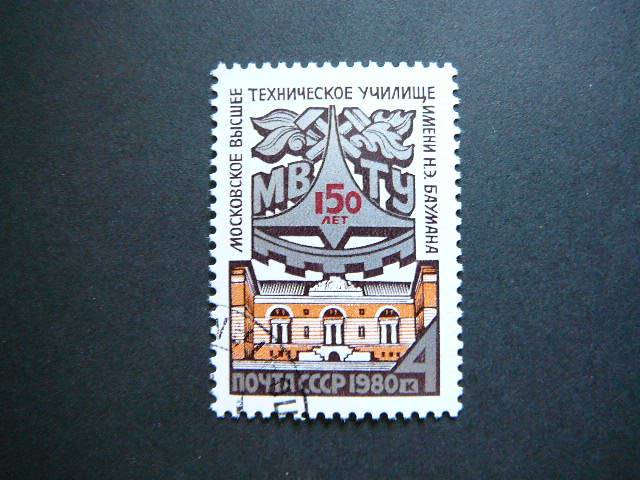 МОСКОВСКОЕ ВЫСШЕЕ
ТЕХНИЧЕСКОЕ УЧИЛИЩЕ
ИМЕНИ Н.Э. БАУМАНА
МВТУ
150
ЛЕТ
ПОЧТА СССР 1980 4 к